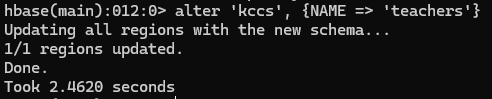 hbase(main):012:0> alter 'kccs', {NAME => 'teachers'}
Updating all regions with the new schema...
1/1 regions updated.
Done.
Took 2.4620 seconds